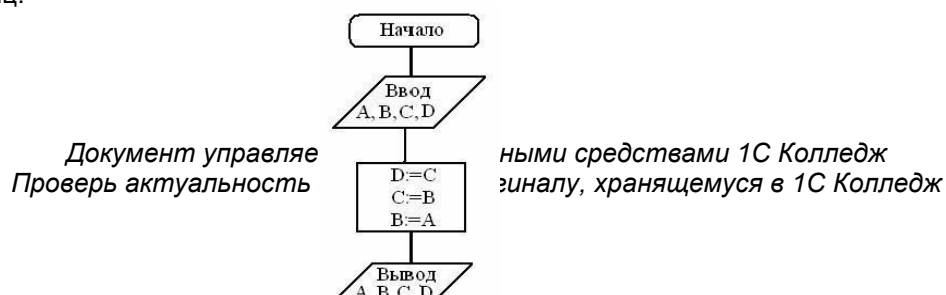 Начало
Ввод
A, B, C, D
Документ управляе ными средствами 1С Колледж
D:=C
Проверь актуальность гиналу, хранящемуся в 1С Колледж
C:=B
B:=A
Вывод
A, B, C, D